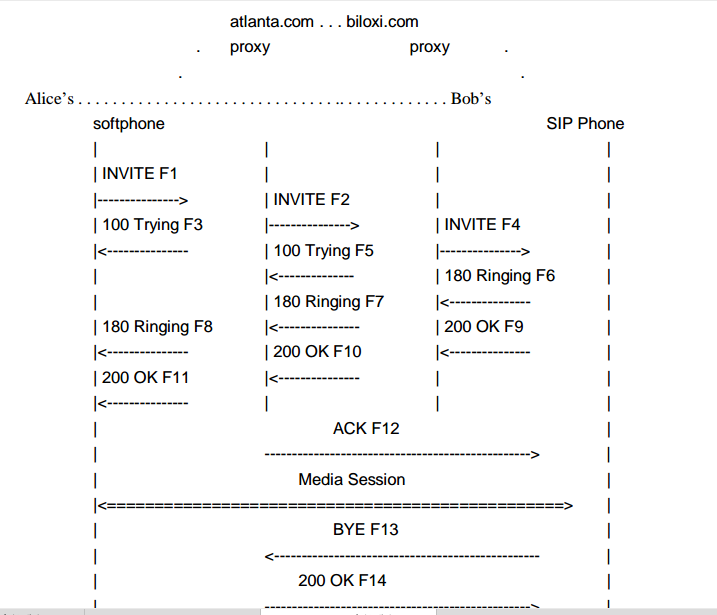 atlanta.com . . . biloxi.com
. proxy proxy .
. .
Alice's . . . . . . . . . . . . . . . . . . . . . . . . . . . . . . . .. . . . . . . . . . . . . Bob's
softphone SIP Phone
| | | |
| INVITE F1 | | |
|--------------->| INVITE F2 | |
| 100 Trying F3 |--------------->| INVITE F4 |
|<--------------- | 100 Trying F5 |---------------> |
| |<-------------- | 180 Ringing F6 |
| | 180 Ringing F7 |<--------------- |
| 180 Ringing F8 |<--------------- | 200 OK F9 |
|<--------------- | 200 OK F10 |<--------------- |
| 200 OK F11 |<--------------- | |
|<--------------- | | |
| ACK F12 |
| -------------------------------------------------> |
| Media Session |
|<================================================> |
| BYE F13 |
| <------------------------------------------------- |
| 200 OK F14 |
| -------------------------------------------------> |